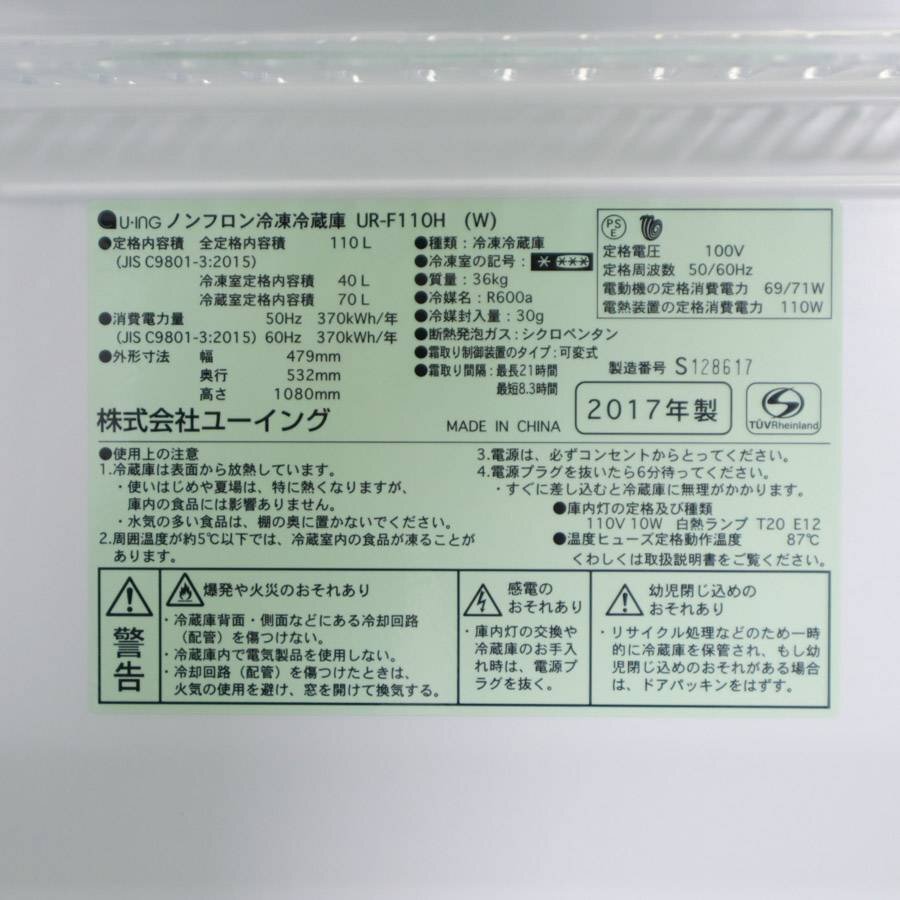 U·ING ノンフロン冷凍冷蔵庫 UR-F110H (W)
●定格内容積 全定格内容積 110L
(JIS C9801-3:2015)
冷凍室定格内容積 40L
冷蔵室定格内容積 70L
●消費電力量 50Hz 370kWh/年
(JIS C9801-3:2015) 60Hz 370kWh/年
●外形寸法 幅 479mm
奥行 532mm
高さ 1080mm
株式会社ユーイング
●種類:冷凍冷蔵庫
●冷凍室の記号:* ***
●質量:36kg
●冷媒名:R600a
●冷媒封入量:30g
●断熱発泡ガス:シクロペンタン
●霜取り制御装置のタイプ:可変式
●霜取り間隔:最長21時間
最短8.3時間
PS
E
定格電圧 100V
定格周波数 50/60Hz
電動機の定格消費電力 69/71W
電熱装置の定格消費電力 110W
製造番号 S128617
MADE IN CHINA
2017年製
TÜVRheinland
●使用上の注意
1.冷蔵庫は表面から放熱しています。
・使いはじめや夏場は、特に熱くなりますが、
庫内の食品には影響ありません。
・水気の多い食品は、棚の奥に置かないでください。
2.周囲温度が約5℃以下では、冷蔵室内の食品が凍ることが
あります。
3.電源は、必ずコンセントからとってください。
4.電源プラグを抜いたら6分待ってください。
・すぐに差し込むと冷蔵庫に無理がかかります。
●庫内灯の定格及び種類
110V 10W 白熱ランプ T20 E12
●温度ヒューズ定格動作温度 87℃
くわしくは取扱説明書をご覧ください。
警告
爆発や火災のおそれあり
・冷蔵庫背面・側面などにある冷却回路
(配管)を傷つけない。
・冷蔵庫内で電気製品を使用しない。
・冷却回路(配管)を傷つけたときは、
火気の使用を避け、窓を開けて換気する。
感電の
おそれあり
・庫内灯の交換や
冷蔵庫のお手入
れ時は、電源プ
ラグを抜く。
幼児閉じ込めの
おそれあり
・リサイクル処理などのため一時
的に冷蔵庫を保管され、もし幼
児閉じ込めのおそれがある場合
は、ドアパッキンをはずす。